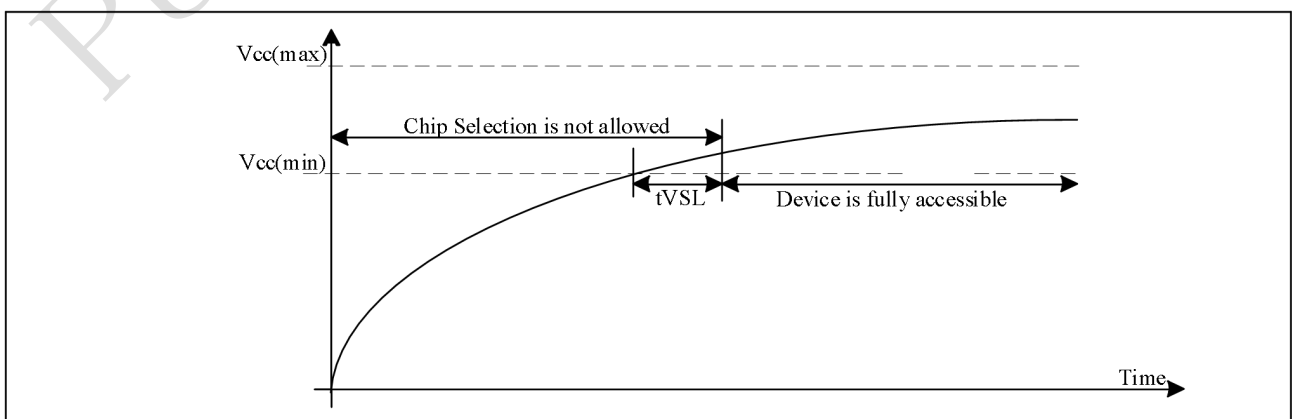 Vcc(max)
Chip Selection is not allowed
Vcc(min)
tVSL
Device is fully accessible
Time